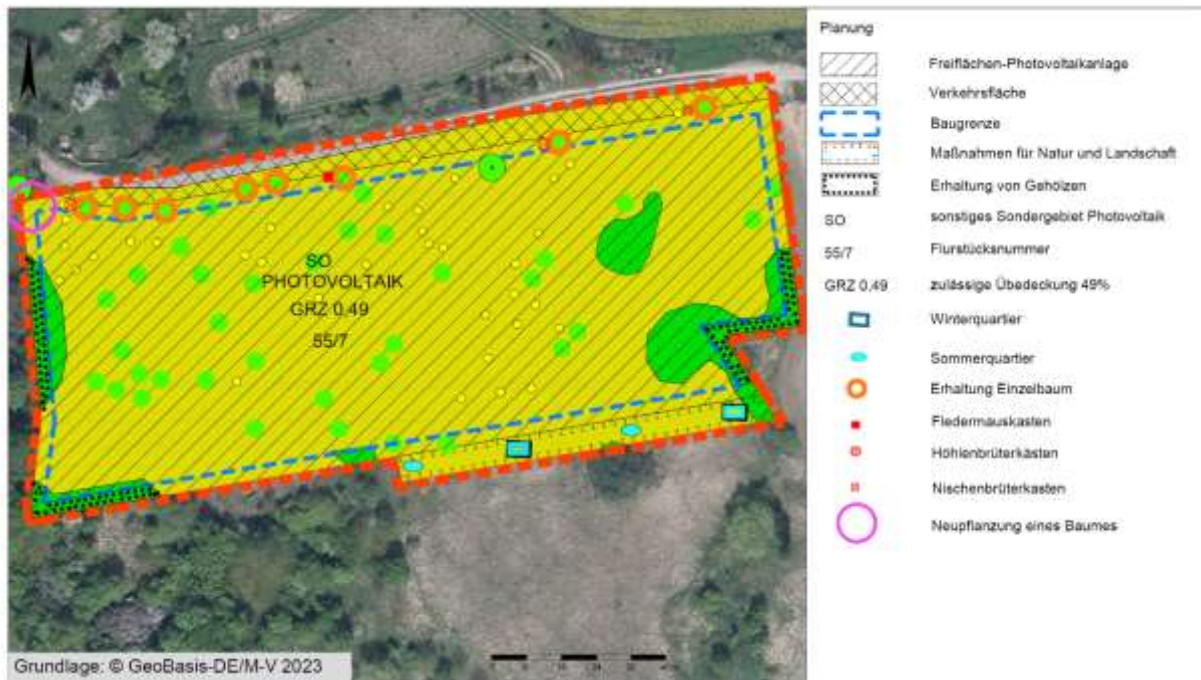 SO
PHOTOVOLTAIK
GRZ 0,49
55/7
Grundlage: © GeoBasis-DE/M-V 2023
Planung
Freiflächen-Photovoltaikanlage
Verkehrsfläche
Baugrenze
Maßnahmen für Natur und Landschaft
Erhaltung von Gehölzen
SO sonstiges Sondergebiet Photovoltaik
55/7 Flurstücksnummer
GRZ 0,49 zulässige Übedeckung 49%
Winterquartier
Sommerquartier
Erhaltung Einzelbaum
Fledermauskasten
Höhlenbrüterkästen
Nischenbrüterkasten
Neupflanzung eines Baumes